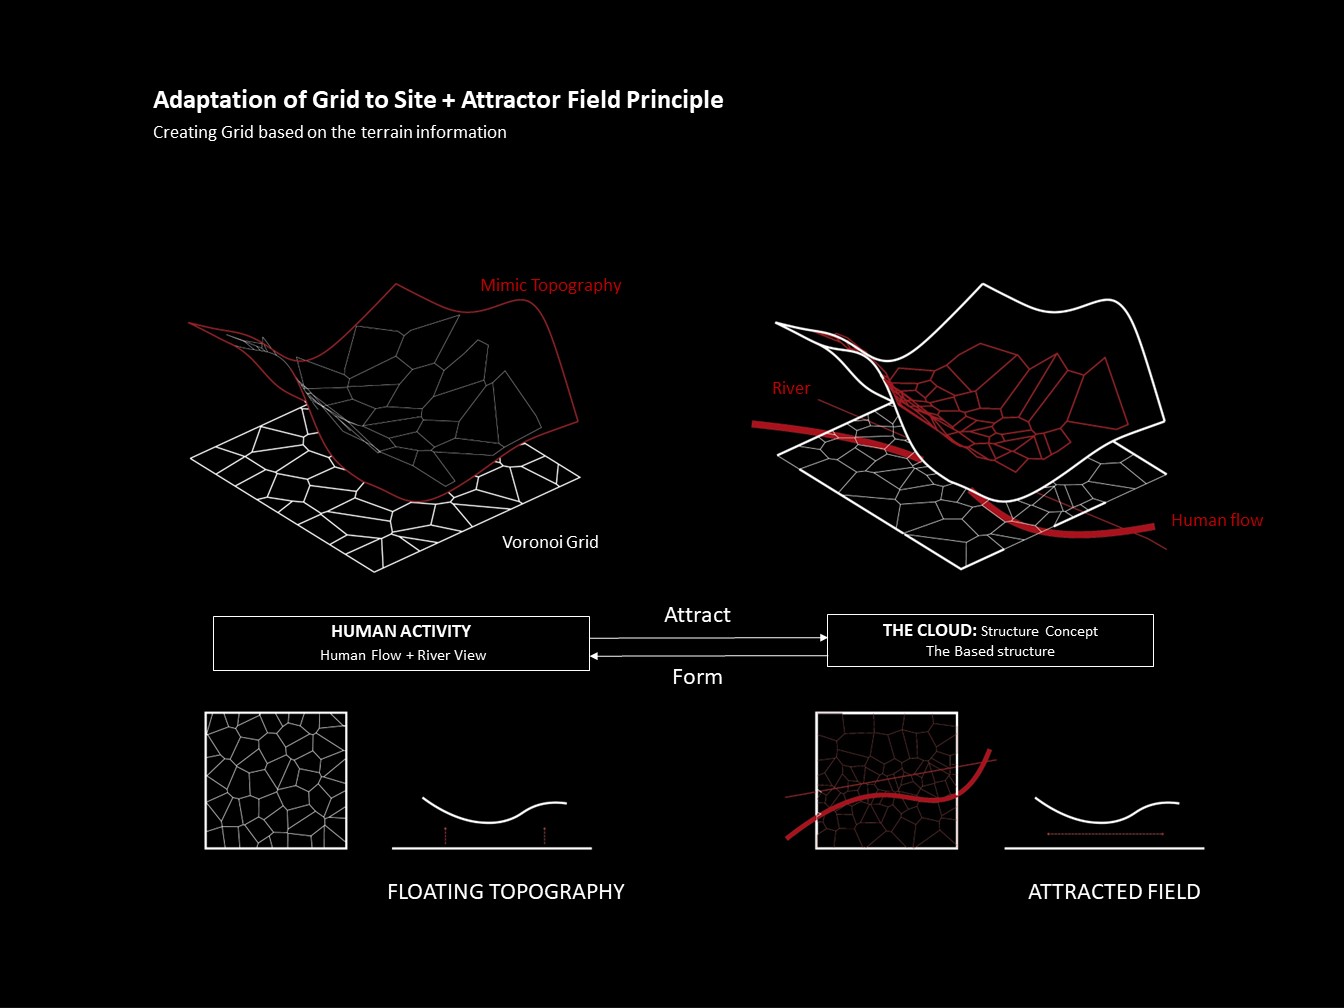 Adaptation of Grid to Site + Attractor Field Principle
Creating Grid based on the terrain information
Mimic Topography
Voronoi Grid
River
Human flow
HUMAN ACTIVITY
Human Flow + River View
Attract
Form
THE CLOUD: Structure Concept
The Based structure
FLOATING TOPOGRAPHY
ATTRACTED FIELD